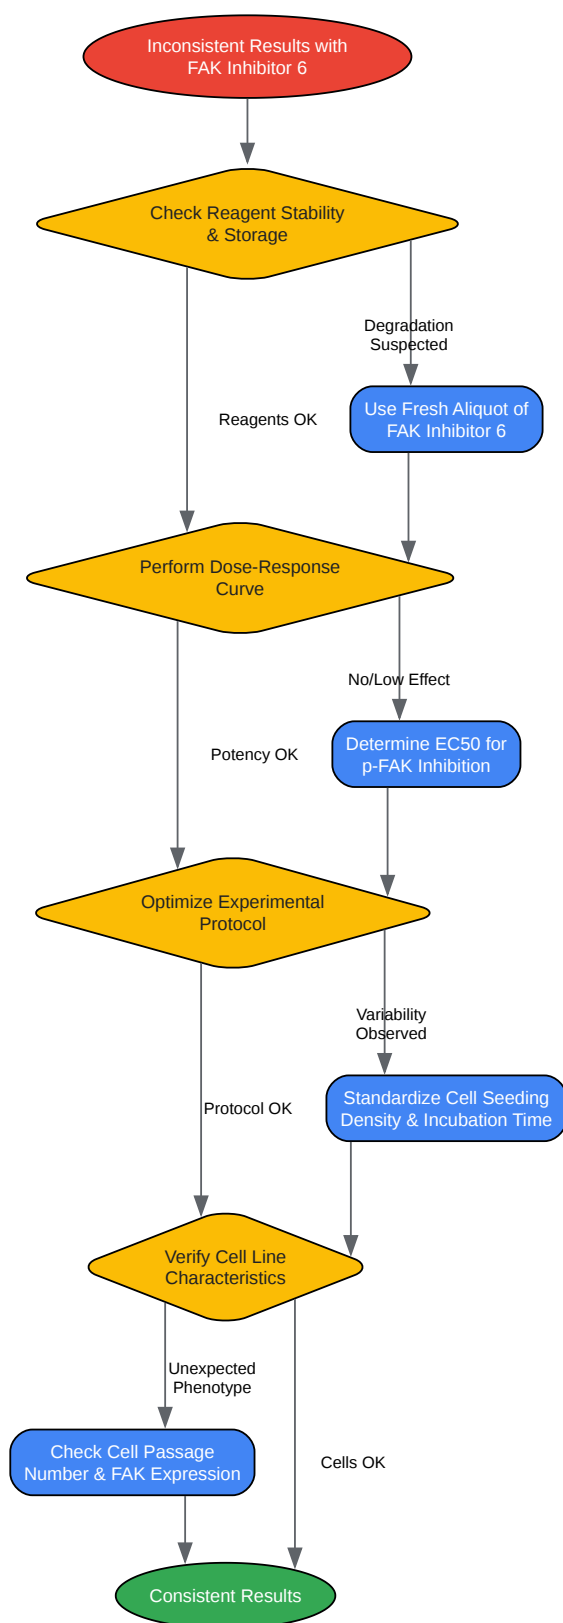 Inconsistent Results with
FAK Inhibitor 6
Check Reagent Stability
& Storage
Degradation
Suspected
Reagents OK
Use Fresh Aliquot of
FAK Inhibitor 6
Perform Dose-Response
Curve
No/Low Effect
Potency OK
Determine EC50 for
p-FAK Inhibition
Optimize Experimental
Protocol
Variability
Observed
Protocol OK
Standardize Cell Seeding
Density & Incubation Time
Verify Cell Line
Characteristics
Unexpected
Phenotype
Check Cell Passage
Number & FAK Expression
Cells OK
Consistent Results